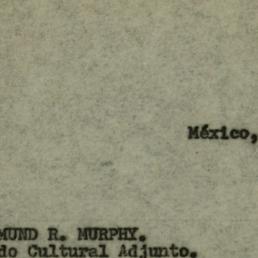 México,
MUND R. MURPHY.
do Cultural Adjunto.